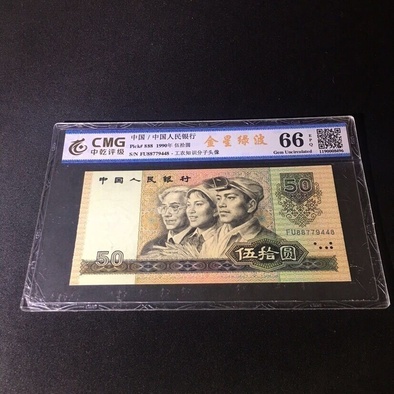 CMG
中乾评级
中国 / 中国人民银行
Pick# 888 1990年 伍拾圆
S/N FU88779448 - 工农知识分子头像
金星绿波
66
EPQ
Gem Uncirculated
1190008696
中国人民银行
50
FU88779448
50
伍拾圆